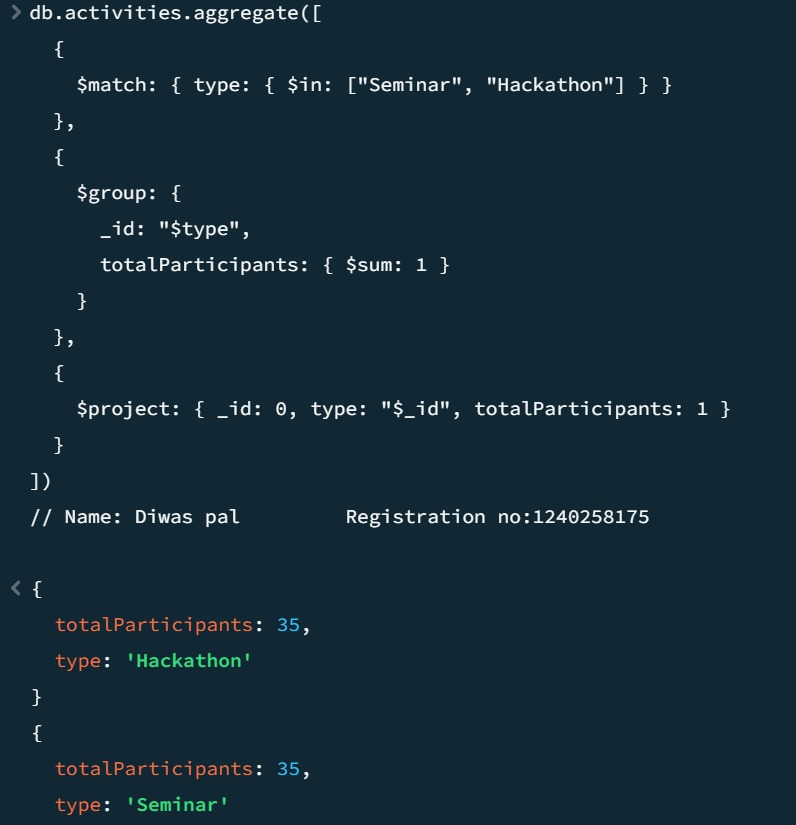 > db.activities.aggregate([
{
$match: { type: { $in: ["Seminar", "Hackathon"] } }
},
{
$group: {
_id: "$type",
totalParticipants: { $sum: 1 }
}
},
{
$project: { _id: 0, type: "$_id", totalParticipants: 1 }
}
])
// Name: Diwas pal Registration no:1240258175
< {
totalParticipants: 35,
type: 'Hackathon'
}
{
totalParticipants: 35,
type: 'Seminar'